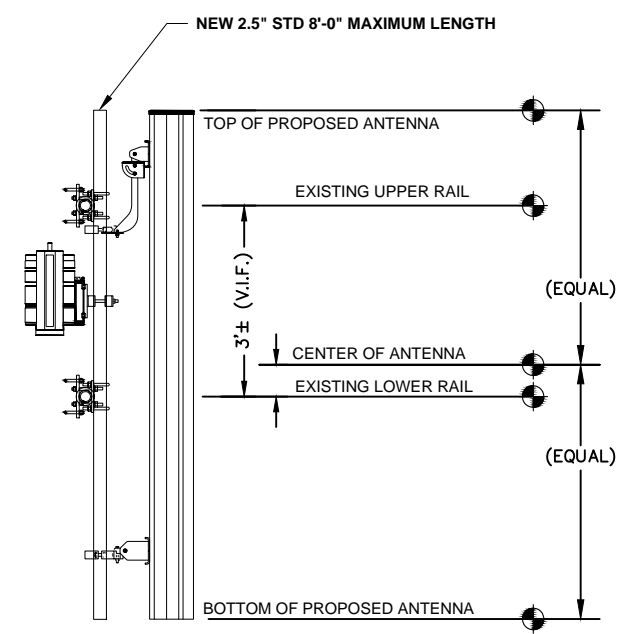 NEW 2.5" STD 8'-0" MAXIMUM LENGTH
TOP OF PROPOSED ANTENNA
EXISTING UPPER RAIL
3'± (V.I.F.)
(EQUAL)
CENTER OF ANTENNA
EXISTING LOWER RAIL
(EQUAL)
BOTTOM OF PROPOSED ANTENNA